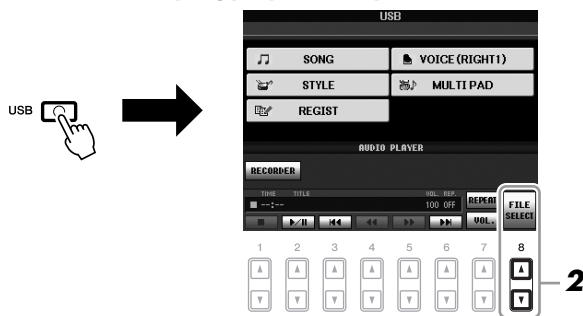 USB
USB
SONG
VOICE (RIGHT1)
STYLE
MULTI PAD
REGIST
AUDIO PLAYER
RECORDER
TIME TITLE VOL. REP.
--:-- 100 OFF
REPEAT
FILE SELECT
VOL.
1 2 3 4 5 6 7 8
2